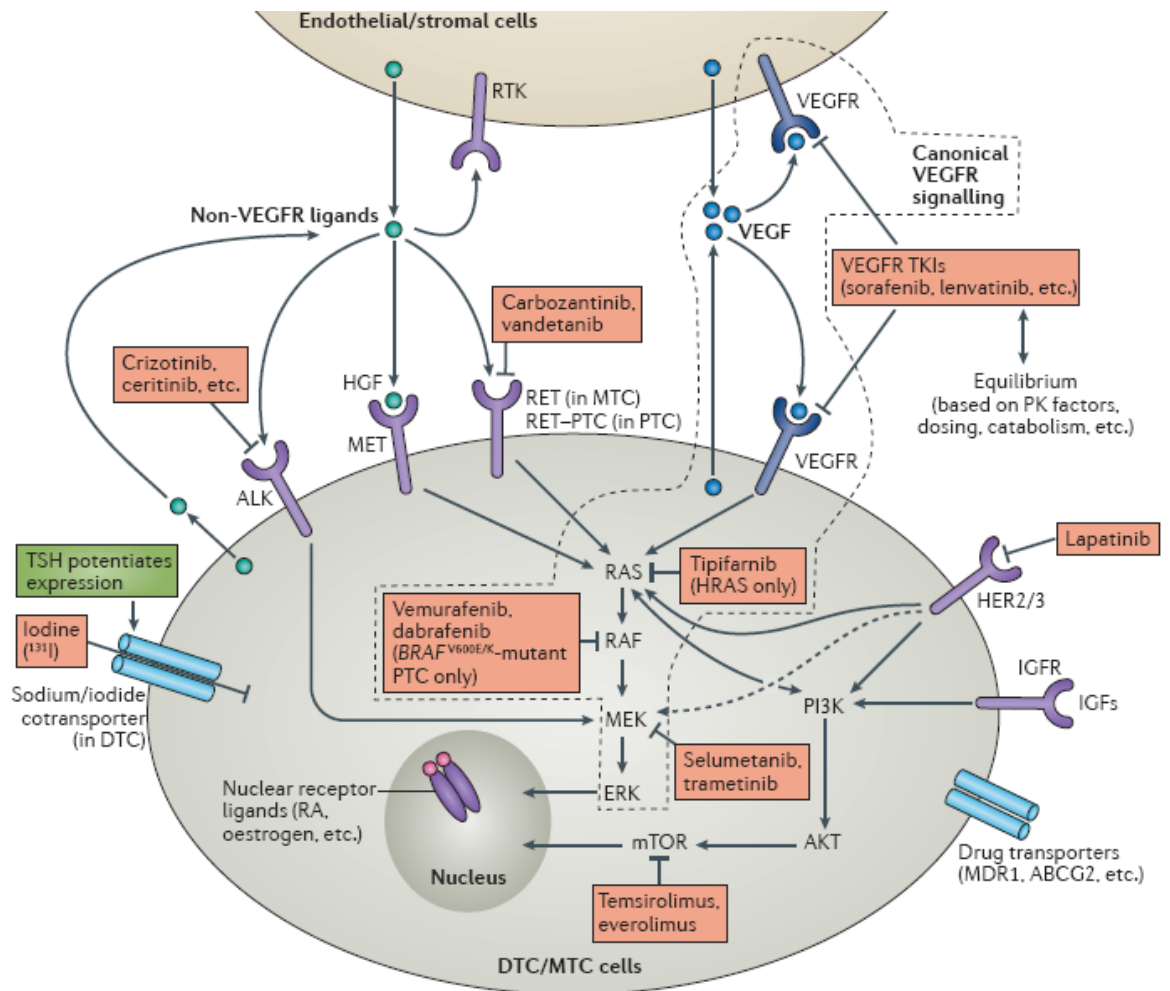 Endothelial/stromal cells
RTK
VEGFR
Canonical
VEGFR
signalling
Non-VEGFR ligands
VEGF
VEGFR TKIs
(sorafenib, lenvatinib, etc.)
Carbozantinib,
vandetanib
Crizotinib,
ceritinib, etc.
HGF
RET (in MTC)
RET–PTC (in PTC)
Equilibrium
(based on PK factors,
dosing, catabolism, etc.)
MET
VEGFR
ALK
TSH potentiates
expression
Lapatinib
RAS
Tipifarnib
(HRAS only)
HER2/3
Vemurafenib,
dabrafenib
(BRAF V600E/K-mutant
PTC only)
RAF
Iodine
(131I)
IGFR
IGFs
Sodium/iodide
cotransporter
(in DTC)
MEK
PI3K
Selumetanib,
trametinib
Nuclear receptor
ligands (RA,
oestrogen, etc.)
ERK
mTOR
AKT
Drug transporters
(MDR1, ABCG2, etc.)
Nucleus
Temsirolimus,
everolimus
DTC/MTC cells